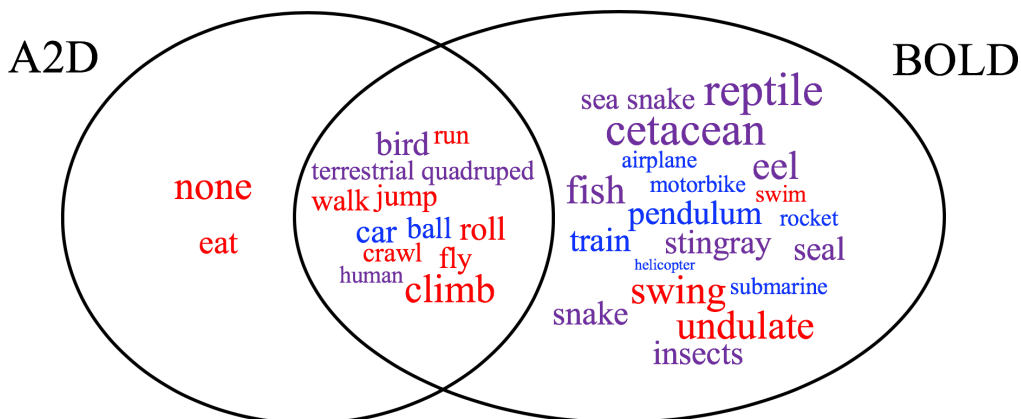 A2D
BOLD
none
eat
bird run
terrestrial quadruped
walk jump
car ball roll
crawl fly
human climb
sea snake reptile
cetacean
airplane eel
fish motorbike swim
pendulum rocket
train stingray seal
helicopter
swing submarine
snake undulate
insects